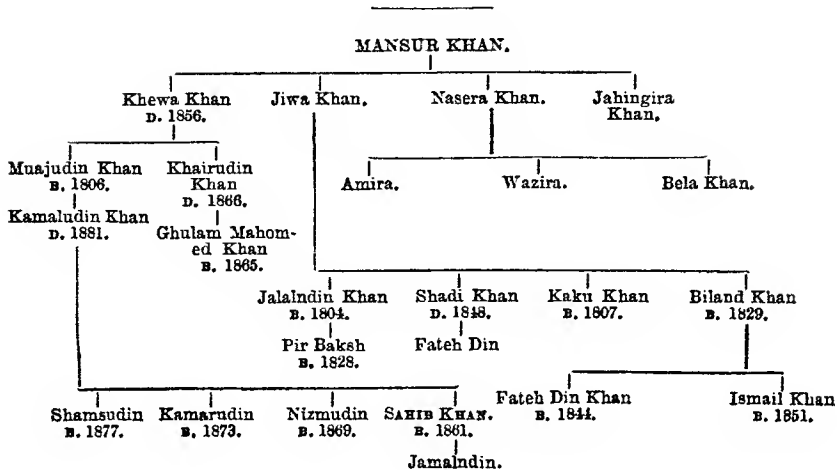 MANSUR KHAN.
Khewa Khan
D. 1856.
Jiwa Khan.
Nasera Khan.
Jahingira
Khan.
Muajudin Khan
B. 1806.
Khairudin
Khan
D. 1866.
Amira.
Wazira.
Bela Khan.
Kamaludin Khan
D. 1881.
Ghulam Mahom-
ed Khan
B. 1865.
Jalalndin Khan
B. 1804.
Shadi Khan
D. 1848.
Kaku Khan
B. 1807.
Biland Khan
B. 1829.
Pir Baksh
B. 1828.
Fateh Din
Shamsudin
B. 1877.
Kamarudin
B. 1873.
Nizmudin
B. 1869.
SAHIB KHAN.
B. 1861.
Fateh Din Khan
B. 1844.
Ismail Khan
B. 1851.
Jamalndin.